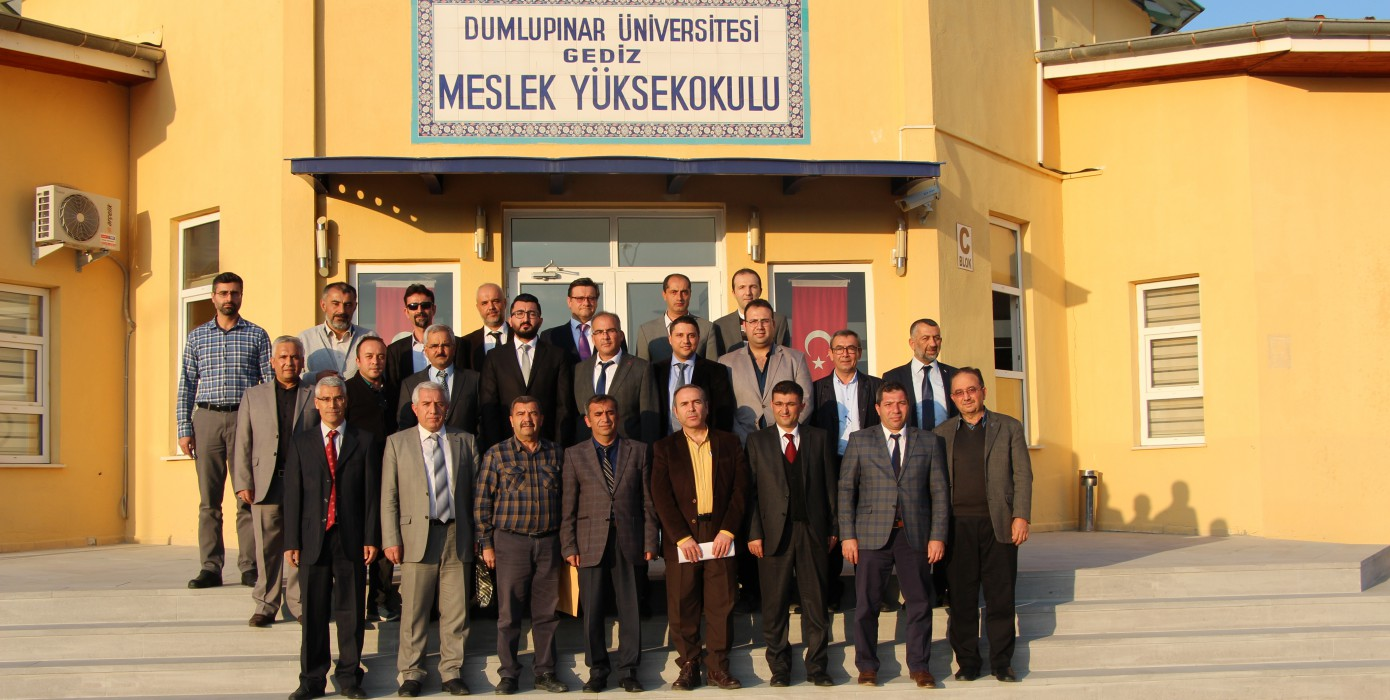 DUMLUPINAR ÜNİVERSİTESİ
GEDİZ
MESLEK YÜKSEKOKULU
C
BLOK